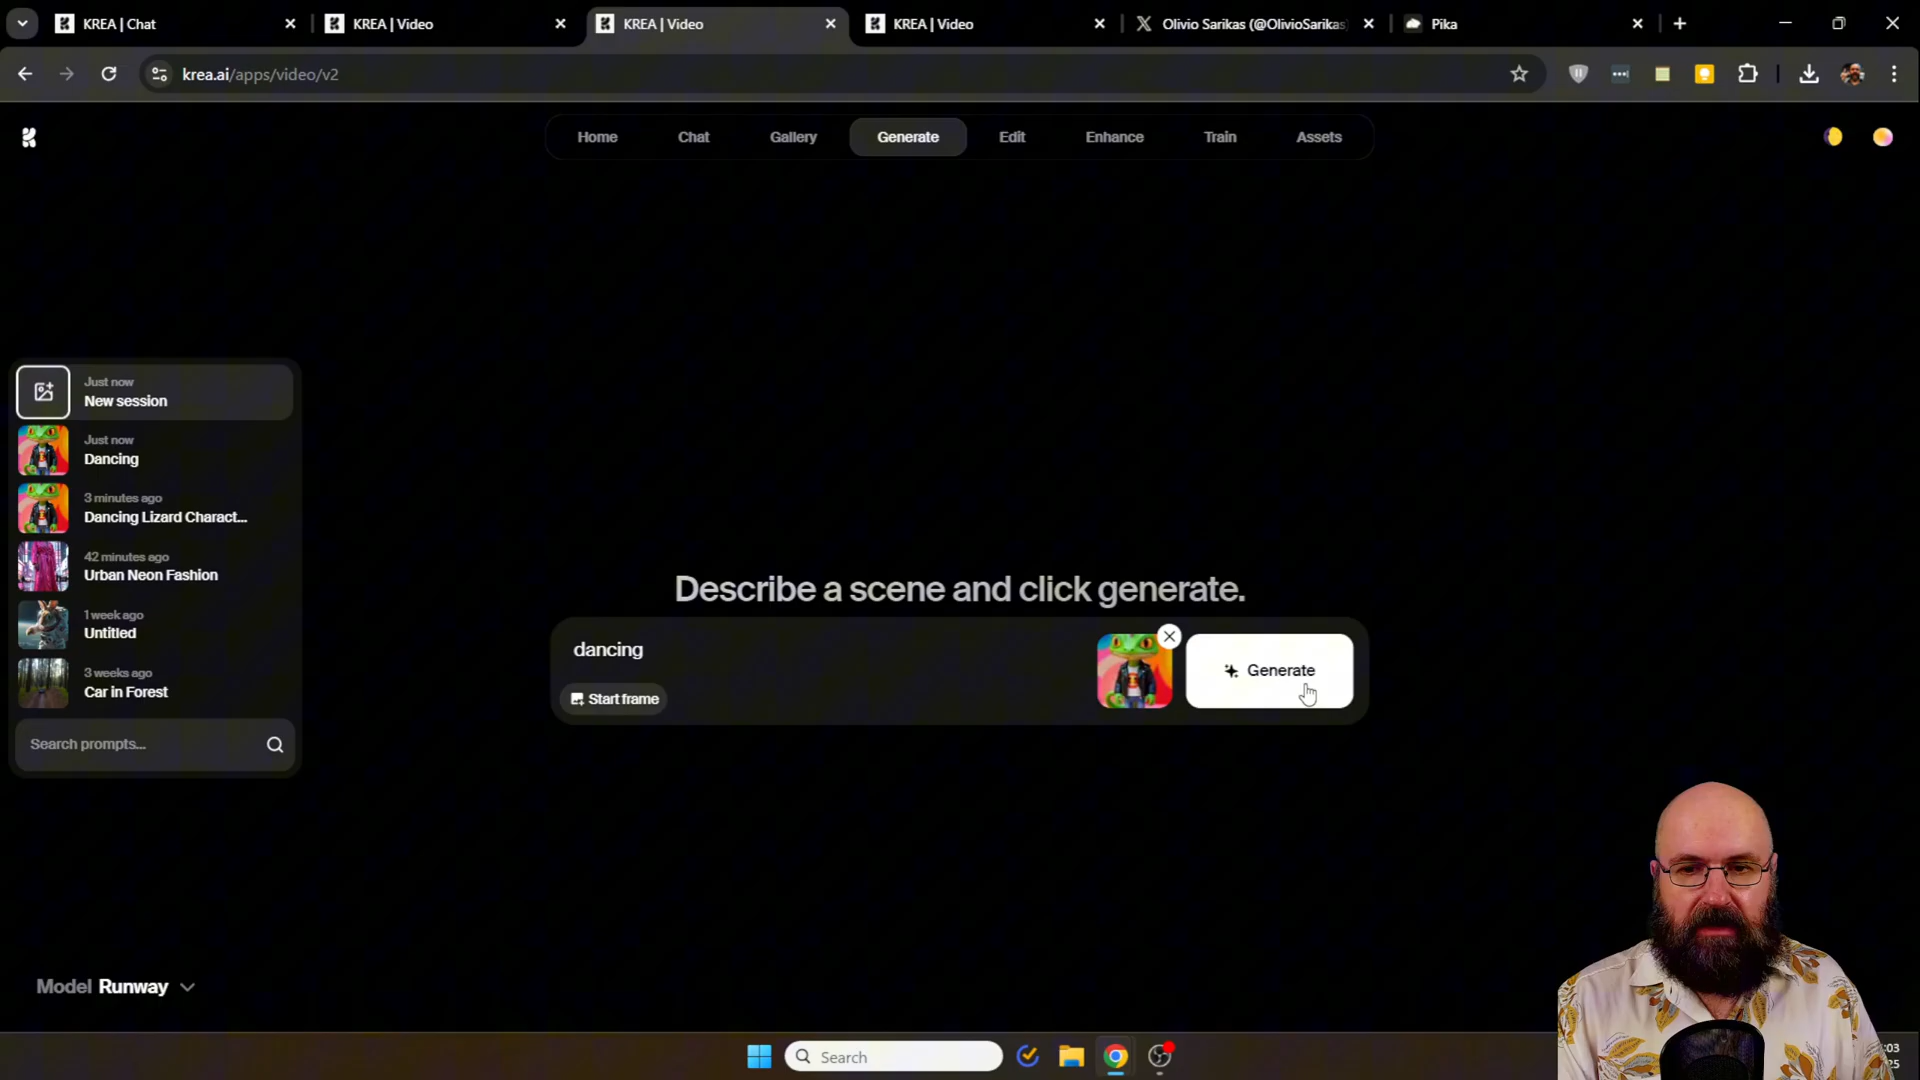 KREA | Chat
KREA | Video
KREA | Video
KREA | Video
Olivio Sarikas (@OlivioSarikas
Pika
krea.ai/apps/video/v2
Home
Chat
Gallery
Generate
Edit
Enhance
Train
Assets
Just now
New session
Just now
Dancing
3 minutes ago
Dancing Lizard Charact...
42 minutes ago
Urban Neon Fashion
1 week ago
Untitled
3 weeks ago
Car in Forest
Search prompts...
Describe a scene and click generate.
dancing
Start frame
Generate
Model Runway
Search
:03
25